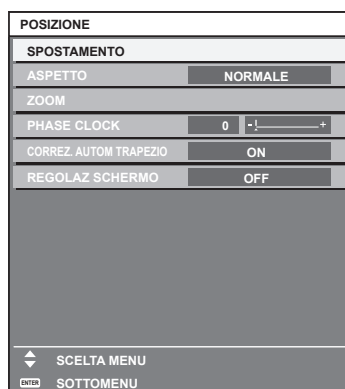 POSIZIONE
SPOSTAMENTO
ASPETTO NORMALE
ZOOM
PHASE CLOCK 0 - +
CORREZ. AUTOM TRAPEZIO ON
REGOLAZ SCHERMO OFF
SCELTA MENU
ENTER SOTTOMENU